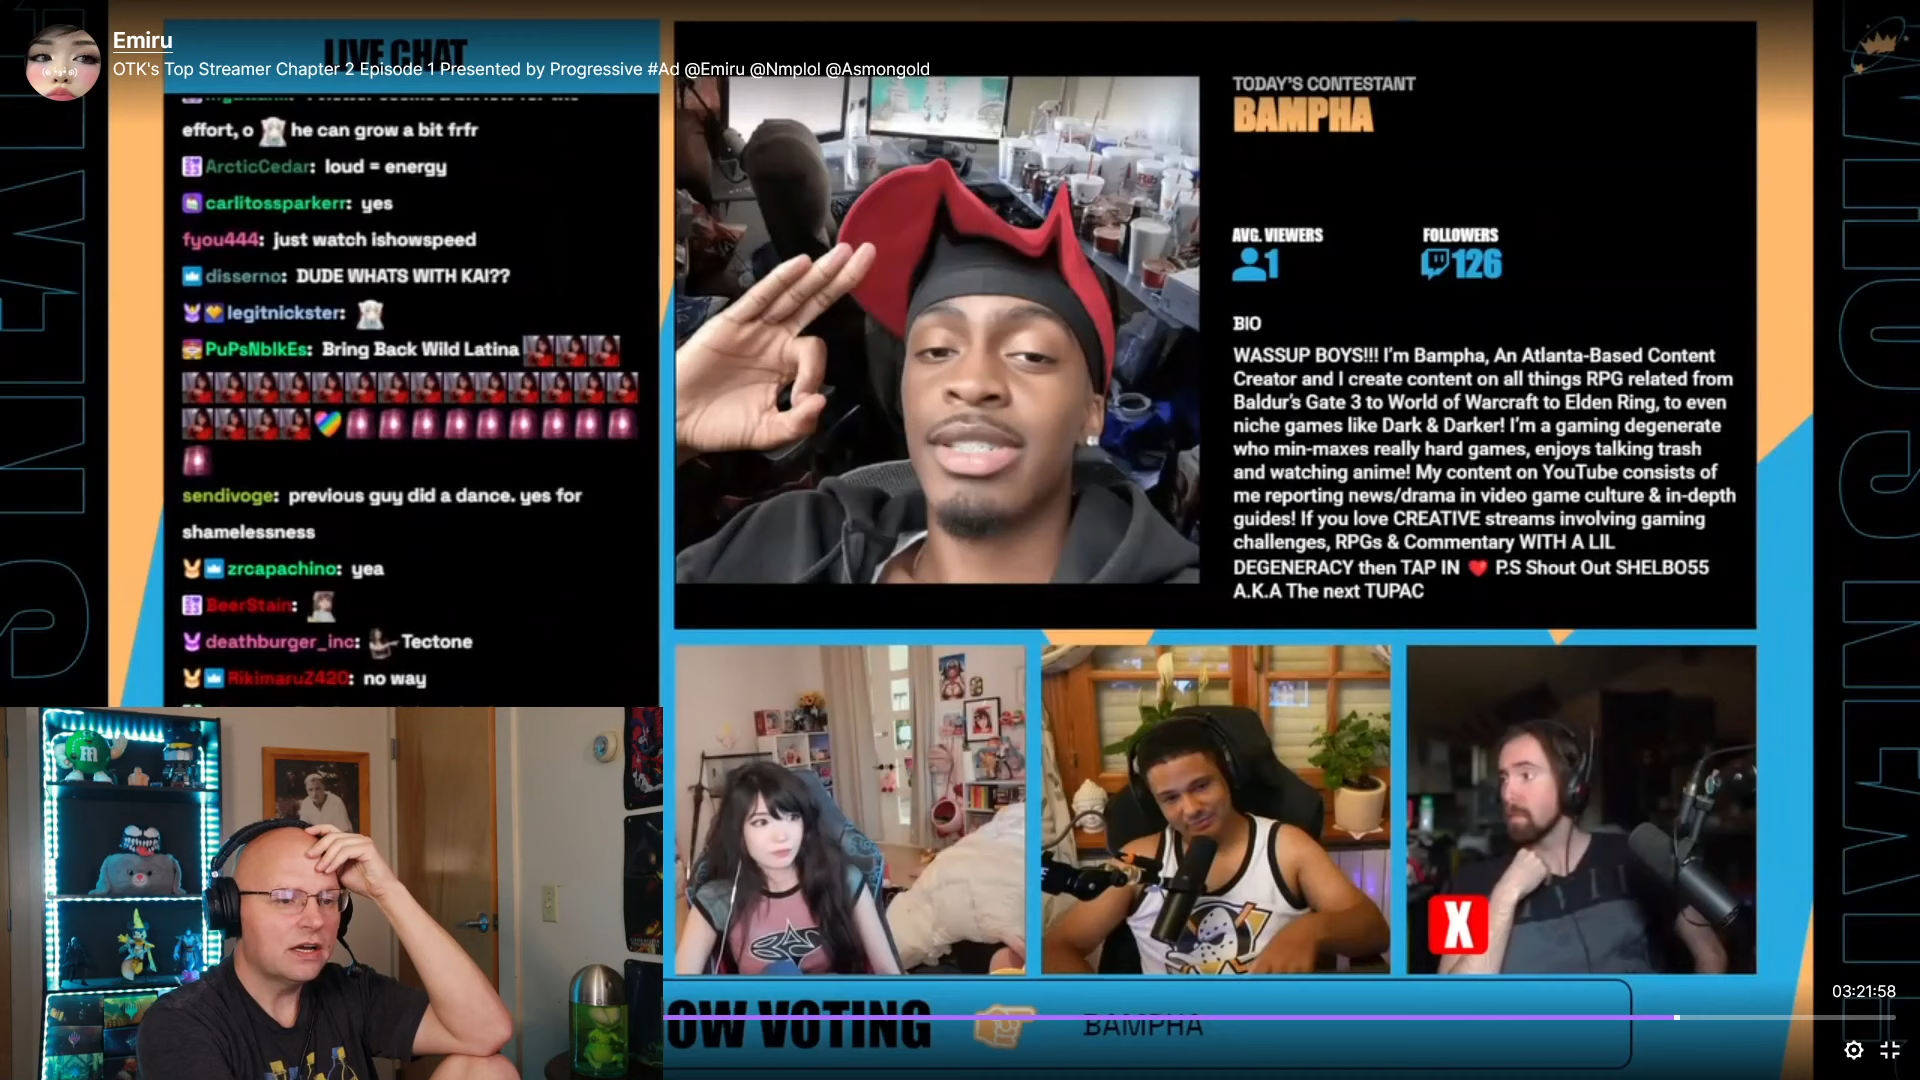 Emiru
OTK's Top Streamer Chapter 2 Episode 1 Presented by Progressive #Ad @Emiru @Nmplol @Asmongold
LIVE CHAT
effort, o he can grow a bit frfr
ArcticCedar: loud = energy
carlitossparkerr: yes
fyou444: just watch ishowspeed
disserno: DUDE WHATS WITH KAI??
legitnickster:
PuPsNblkEs: Bring Back Wild Latina
sendivoge: previous guy did a dance. yes for
shamelessness
zrcapachino: yea
BeerStain:
deathburger_inc: Tectone
RikimaruZ420: no way
TODAY'S CONTESTANT
BAMPHA
AVG. VIEWERS
1
FOLLOWERS
126
BIO
WASSUP BOYS!!! I'm Bampha, An Atlanta-Based Content
Creator and I create content on all things RPG related from
Baldur's Gate 3 to World of Warcraft to Elden Ring, to even
niche games like Dark & Darker! I'm a gaming degenerate
who min-maxes really hard games, enjoys talking trash
and watching anime! My content on YouTube consists of
me reporting news/drama in video game culture & in-depth
guides! If you love CREATIVE streams involving gaming
challenges, RPGs & Commentary WITH A LIL
DEGENERACY then TAP IN ❤️ P.S Shout Out SHELBO55
A.K.A The next TUPAC
X
OW VOTING
BAMPHA
03:21:58